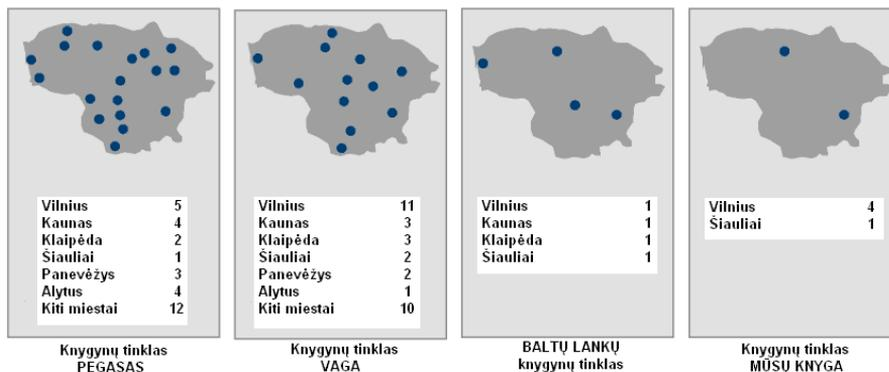 Vilnius 5
Kaunas 4
Klaipėda 2
Šiauliai 1
Panevėžys 3
Alytus 4
Kiti miestai 12
Knygynų tinklas
PEGASAS
Vilnius 11
Kaunas 3
Klaipėda 3
Šiauliai 2
Panevėžys 2
Alytus 1
Kiti miestai 10
Knygynų tinklas
VAGA
Vilnius 1
Kaunas 1
Klaipėda 1
Šiauliai 1
BALTŲ LANKŲ
knygynų tinklas
Vilnius 4
Šiauliai 1
Knygynų tinklas
MŪSŲ KNYGA